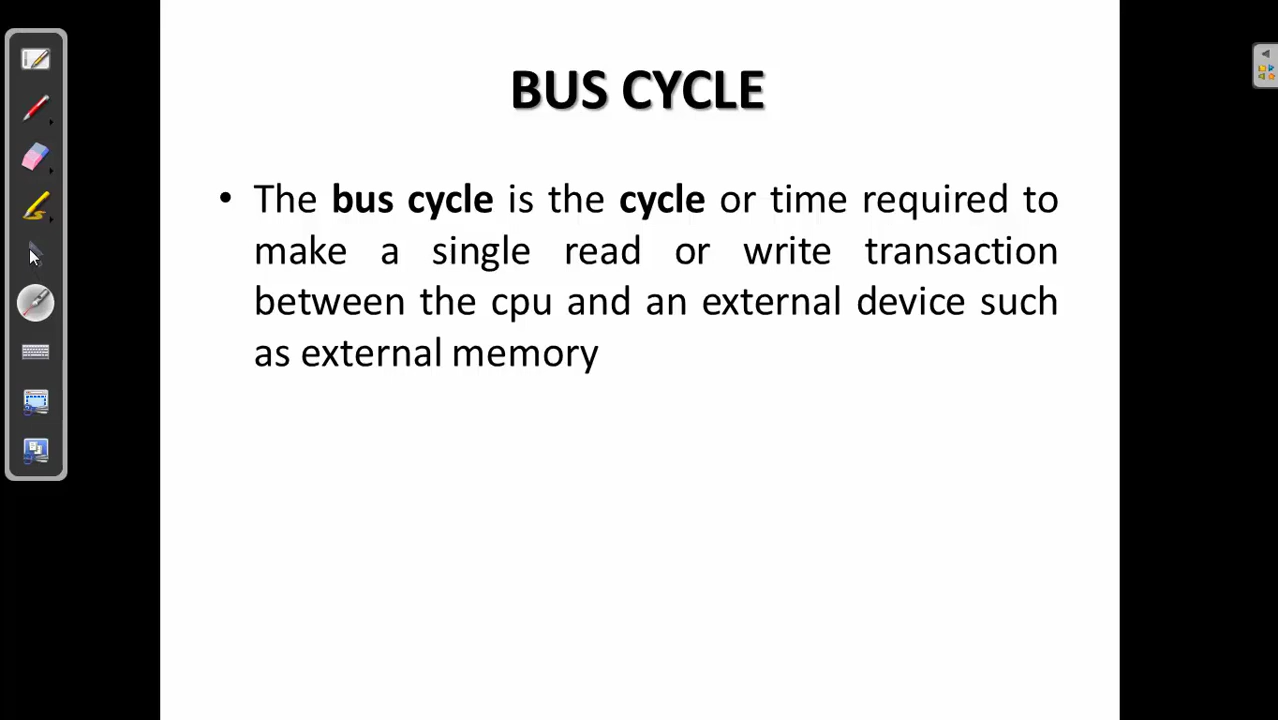 BUS CYCLE
• The bus cycle is the cycle or time required to
make a single read or write transaction
between the cpu and an external device such
as external memory